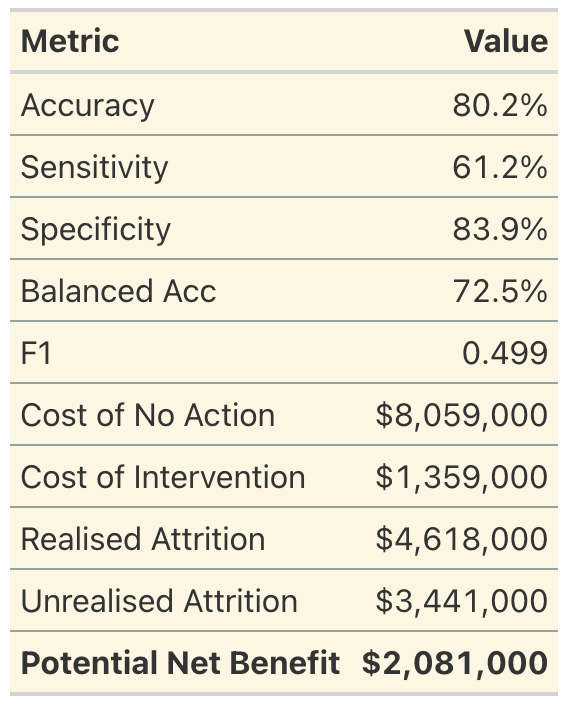 Metric Value
Accuracy 80.2%
Sensitivity 61.2%
Specificity 83.9%
Balanced Acc 72.5%
F1 0.499
Cost of No Action $8,059,000
Cost of Intervention $1,359,000
Realised Attrition $4,618,000
Unrealised Attrition $3,441,000
Potential Net Benefit $2,081,000